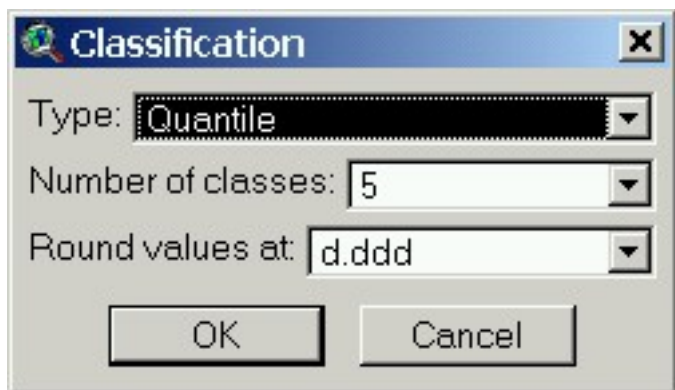 Classification
Type: Quantile
Number of classes: 5
Round values at: d.ddd
OK Cancel